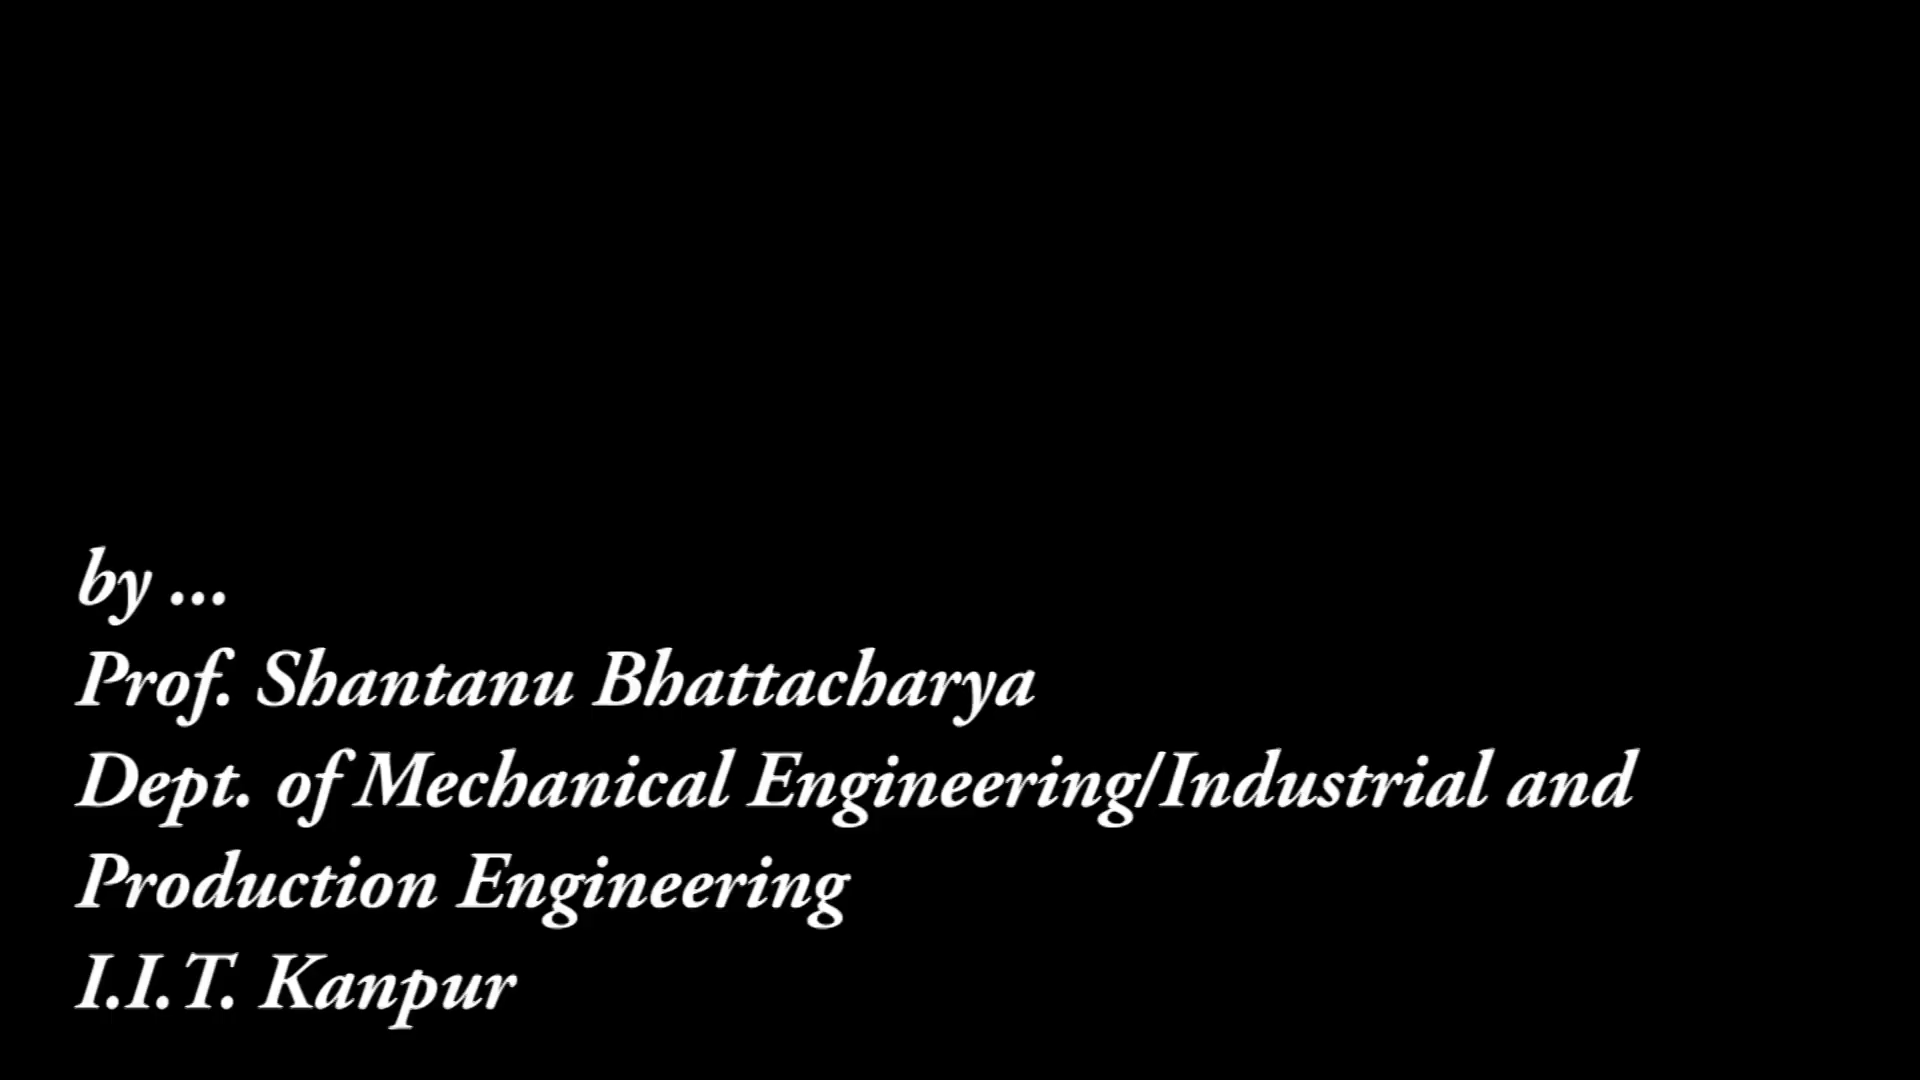 by ...
Prof. Shantanu Bhattacharya
Dept. of Mechanical Engineering/Industrial and
Production Engineering
I.I.T. Kanpur